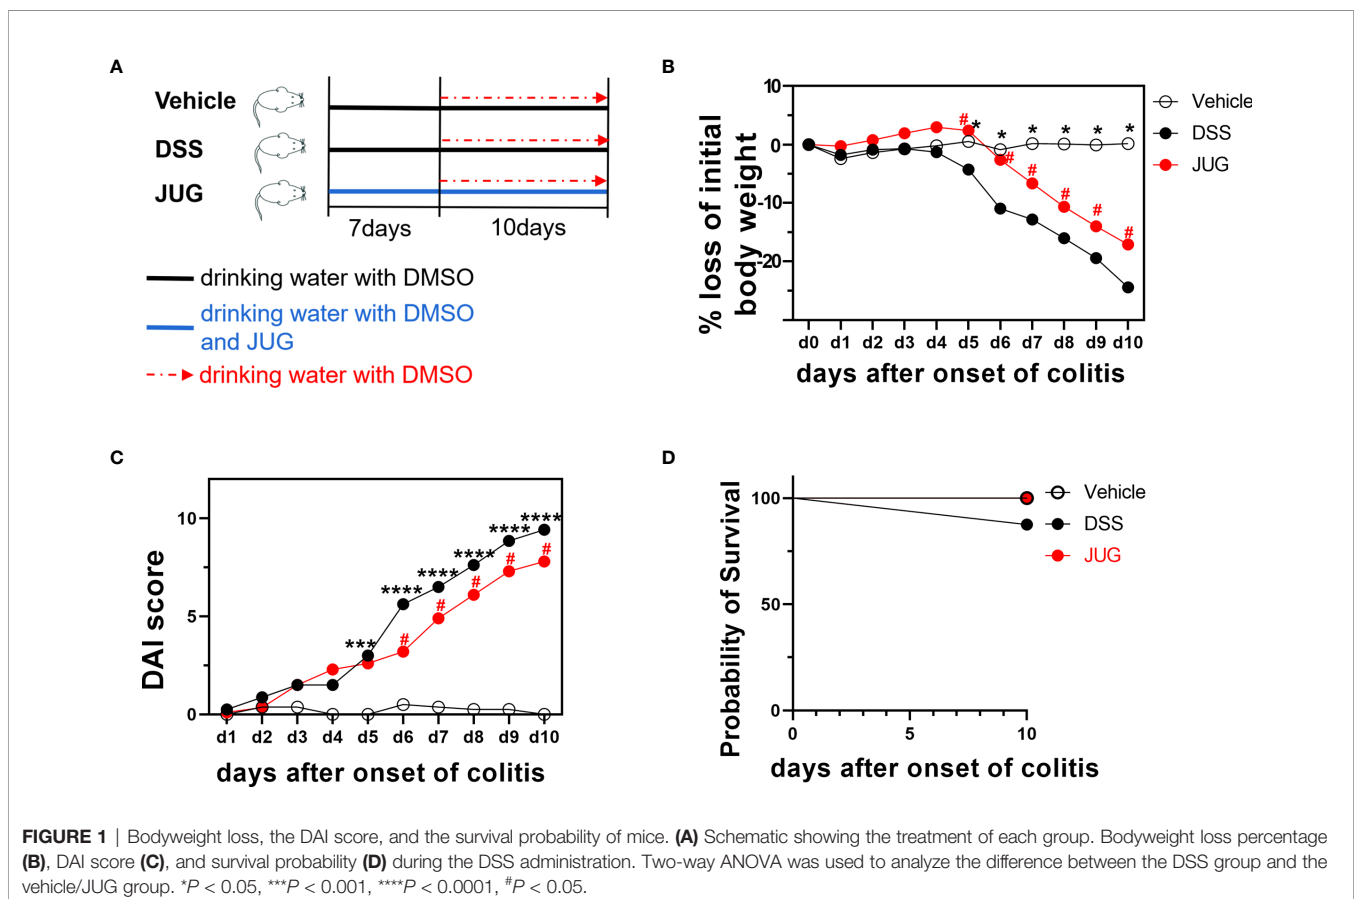 A
Vehicle
DSS
JUG
7days
10days
drinking water with DMSO
drinking water with DMSO
and JUG
drinking water with DMSO
B
% loss of initial
body weight
10
0
-10
-20
# * * * * * *
# # # # #
d0 d1 d2 d3 d4 d5 d6 d7 d8 d9 d10
days after onset of colitis
Vehicle
DSS
JUG
C
DAI score
10
5
0
*** **** **** **** **** ****
# # # # #
d1 d2 d3 d4 d5 d6 d7 d8 d9 d10
days after onset of colitis
D
Probability of Survival
100
50
0
0 5 10
days after onset of colitis
Vehicle
DSS
JUG
FIGURE 1 | Bodyweight loss, the DAI score, and the survival probability of mice. (A) Schematic showing the treatment of each group. Bodyweight loss percentage
(B), DAI score (C), and survival probability (D) during the DSS administration. Two-way ANOVA was used to analyze the difference between the DSS group and the
vehicle/JUG group. *P < 0.05, ***P < 0.001, ****P < 0.0001, #P < 0.05.